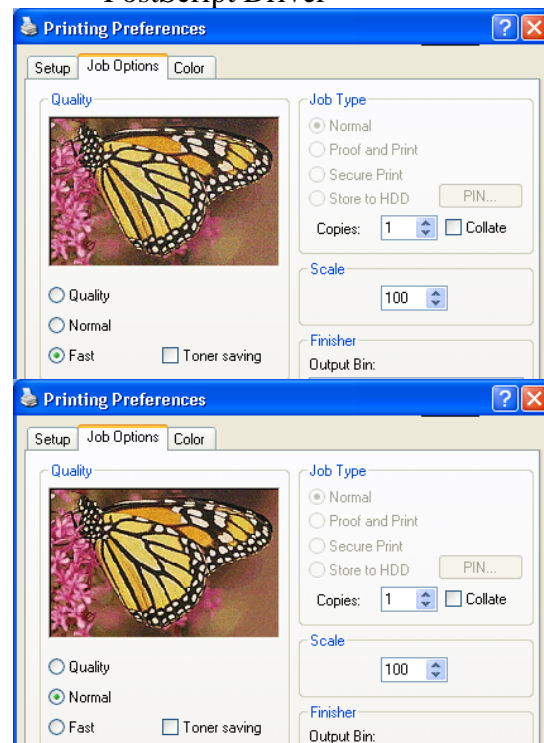 PostScript Driver
Printing Preferences
Setup Job Options Color
Quality
Quality
Normal
Fast Toner saving
Job Type
Normal
Proof and Print
Secure Print
Store to HDD PIN...
Copies: 1 Collate
Scale
100
Finisher
Output Bin:
Printing Preferences
Setup Job Options Color
Quality
Quality
Normal
Fast Toner saving
Job Type
Normal
Proof and Print
Secure Print
Store to HDD PIN...
Copies: 1 Collate
Scale
100
Finisher
Output Bin: